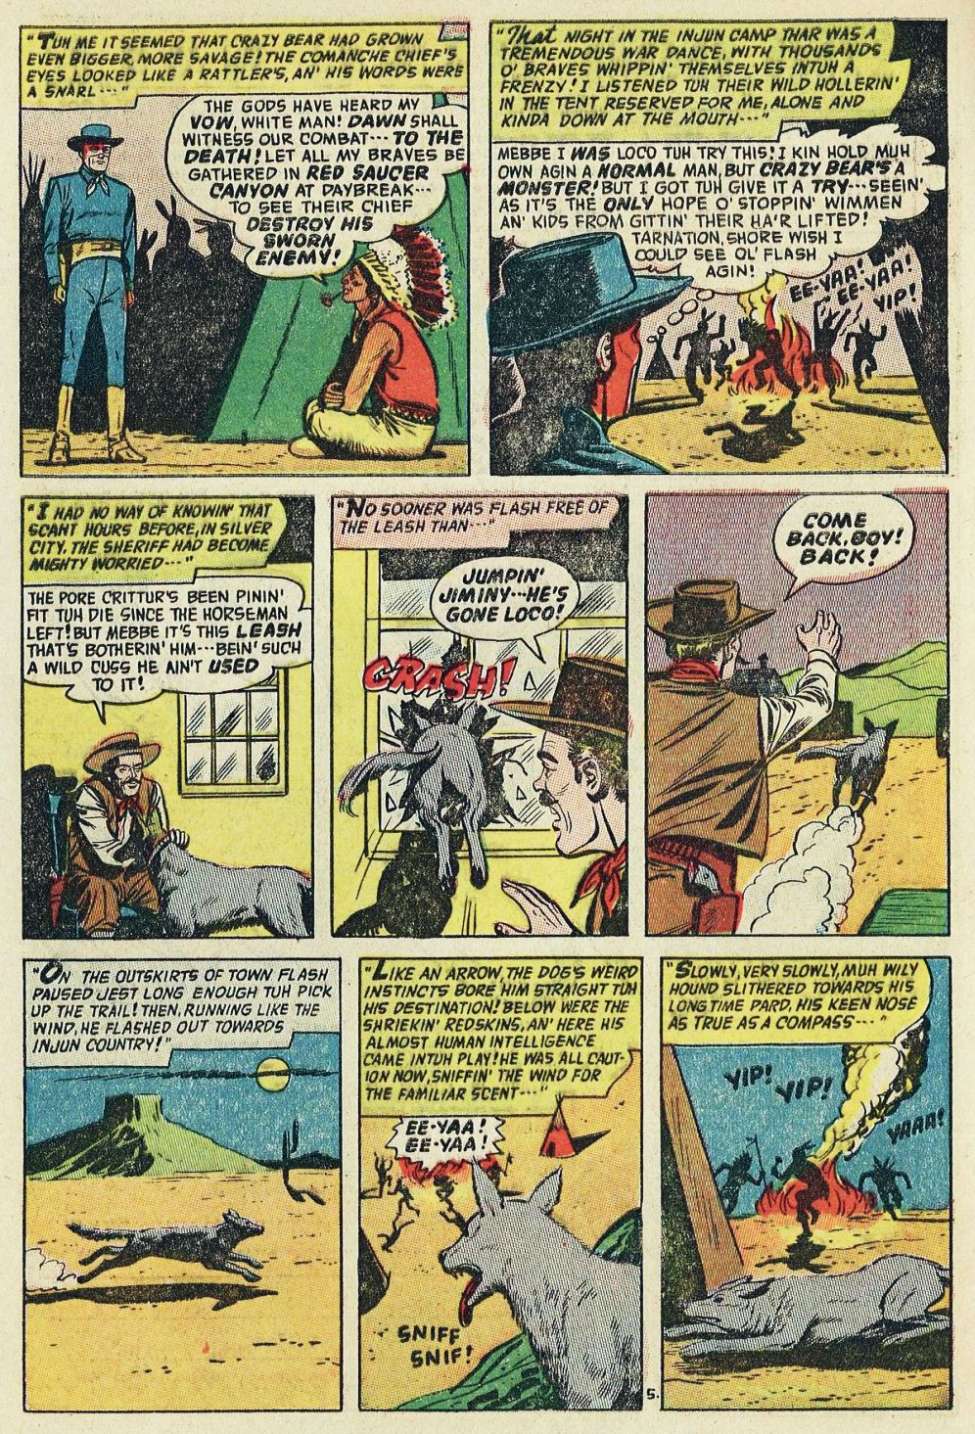 "TUH ME IT SEEMED THAT CRAZY BEAR HAD GROWN
EVEN BIGGER, MORE SAVAGE! THE COMANCHE CHIEF'S
EYES LOOKED LIKE A RATTLER'S, AN' HIS WORDS WERE
A SNARL---"
THE GODS HAVE HEARD MY
VOW, WHITE MAN! DAWN SHALL
WITNESS OUR COMBAT--- TO THE
DEATH! LET ALL MY BRAVES BE
GATHERED IN RED SAUCER
CANYON AT DAYBREAK---
TO SEE THEIR CHIEF
DESTROY HIS
SWORN
ENEMY!
"THAT NIGHT IN THE INJUN CAMP THAR WAS A
TREMENDOUS WAR DANCE, WITH THOUSANDS
O' BRAVES WHIPPIN' THEMSELVES INTUH A
FRENZY! I LISTENED TUH THEIR WILD HOLLERIN'
IN THE TENT RESERVED FOR ME, ALONE AND
KINDA DOWN AT THE MOUTH---"
MEBBE I WAS LOCO TUH TRY THIS! I KIN HOLD MUH
OWN AGIN A NORMAL MAN, BUT CRAZY BEAR'S A
MONSTER! BUT I GOT TUH GIVE IT A TRY---SEEIN'
AS IT'S THE ONLY HOPE O' STOPPIN' WIMMEN
AN' KIDS FROM GITTIN' THEIR HA'R LIFTED!
TARNATION, SHORE WISH I
COULD SEE OL' FLASH
AGIN!
EE-YAA!
EE-YAA!
YIP!
"I HAD NO WAY OF KNOWIN' THAT
SCANT HOURS BEFORE, IN SILVER
CITY, THE SHERIFF HAD BECOME
MIGHTY WORRIED---"
THE PORE CRITTUR'S BEEN PININ'
FIT TUH DIE SINCE THE HORSEMAN
LEFT! BUT MEBBE IT'S THIS LEASH
THAT'S BOTHERIN' HIM---BEIN' SUCH
A WILD CUSS HE AIN'T USED
TO IT!
"NO SOONER WAS FLASH FREE OF
THE LEASH THAN---"
JUMPIN'
JIMINY---HE'S
GONE LOCO!
CRASH!
COME
BACK, BOY!
BACK!
"ON THE OUTSKIRTS OF TOWN FLASH
PAUSED JEST LONG ENOUGH TUH PICK
UP THE TRAIL! THEN, RUNNING LIKE THE
WIND, HE FLASHED OUT TOWARDS
INJUN COUNTRY!"
"LIKE AN ARROW, THE DOG'S WEIRD
INSTINCTS BORE HIM STRAIGHT TUH
HIS DESTINATION! BELOW WERE THE
SHRIEKIN' REDSKINS, AN' HERE HIS
ALMOST HUMAN INTELLIGENCE
CAME INTUH PLAY! HE WAS ALL CAUT-
ION NOW, SNIFFIN' THE WIND FOR
THE FAMILIAR SCENT---"
EE-YAA!
EE-YAA!
SNIFF
SNIF!
5.
"SLOWLY, VERY SLOWLY, MUH WILY
HOUND SLITHERED TOWARDS HIS
LONG TIME PARD, HIS KEEN NOSE
AS TRUE AS A COMPASS---"
YIP!
YIP!
YAAA!